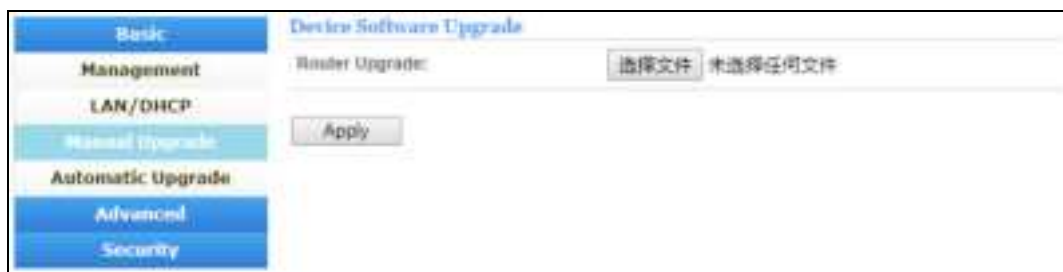 Basic
Management
LAN/DHCP
Manual Upgrade
Automatic Upgrade
Advanced
Security
Device Software Upgrade
Router Upgrade: 选择文件 未选择任何文件
Apply